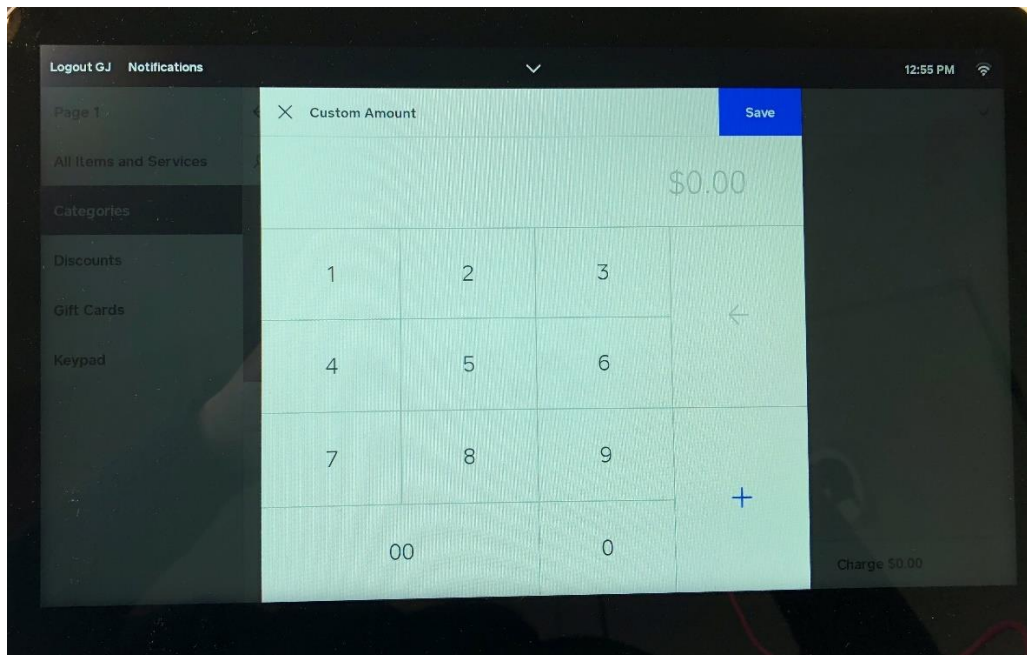 Logout GJ Notifications 12:55 PM
Page 1
All Items and Services
Categories
Discounts
Gift Cards
Keypad
Custom Amount Save
$0.00
1 2 3
4 5 6
7 8 9
00 0
Charge $0.00